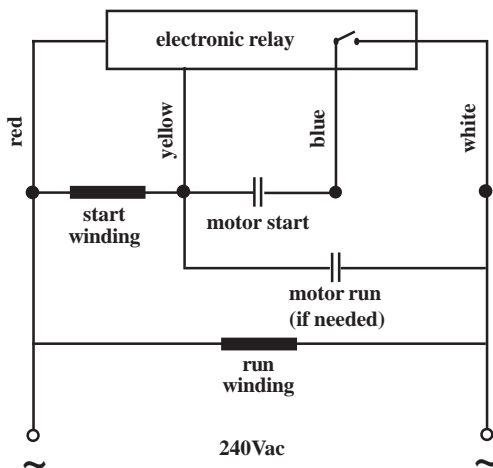 electronic relay
red
yellow
blue
white
start
winding
motor start
motor run
(if needed)
run
winding
240Vac
~
~